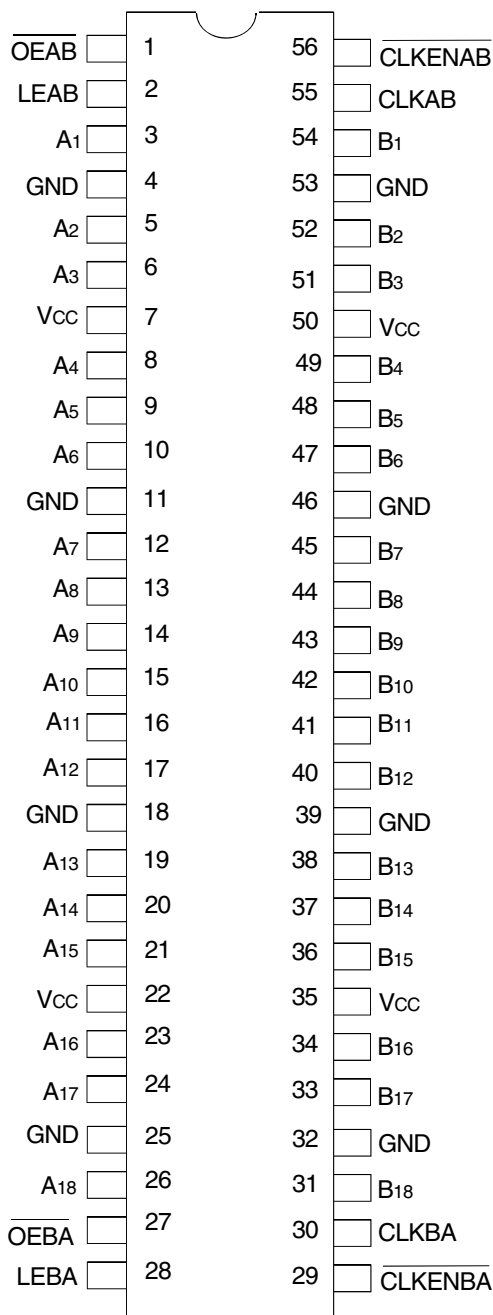 OEAB 1 56 CLKENAB
LEAB 2 55 CLKAB
A1 3 54 B1
GND 4 53 GND
A2 5 52 B2
A3 6 51 B3
VCC 7 50 VCC
A4 8 49 B4
A5 9 48 B5
A6 10 47 B6
GND 11 46 GND
A7 12 45 B7
A8 13 44 B8
A9 14 43 B9
A10 15 42 B10
A11 16 41 B11
A12 17 40 B12
GND 18 39 GND
A13 19 38 B13
A14 20 37 B14
A15 21 36 B15
VCC 22 35 VCC
A16 23 34 B16
A17 24 33 B17
GND 25 32 GND
A18 26 31 B18
OEBA 27 30 CLKBA
LEBA 28 29 CLKENBA